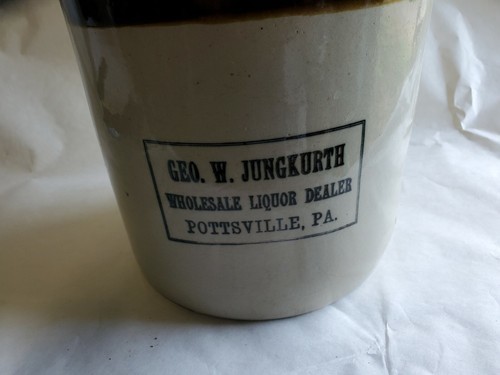 GEO. W. JUNGKURTH
WHOLESALE LIQUOR DEALER
POTTSVILLE, PA.